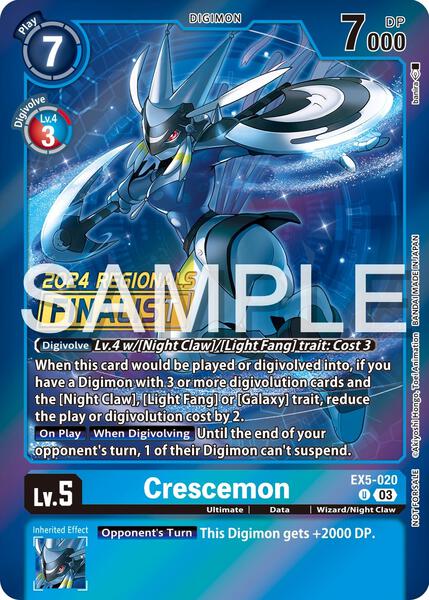 Play
7
DIGIMON
7000
DP
Digivolve
Lv.4
3
2024 REGIONALS
FINALIST
SAMPLE
Digivolve Lv.4 w/[Night Claw]/[Light Fang] trait: Cost 3
When this card would be played or digivolved into, if you
have a Digimon with 3 or more digivolution cards and
the [Night Claw], [Light Fang] or [Galaxy] trait, reduce
the play or digivolution cost by 2.
On Play When Digivolving Until the end of your
opponent's turn, 1 of their Digimon can't suspend.
Lv.5
Crescemon
EX5-020
U 03
Ultimate | Data | Wizard/Night Claw
Inherited Effect
Opponent's Turn This Digimon gets +2000 DP.
©Akiyoshi Hongo, Toei Animation BANDAI MADE IN JAPAN
NOT FOR SALE